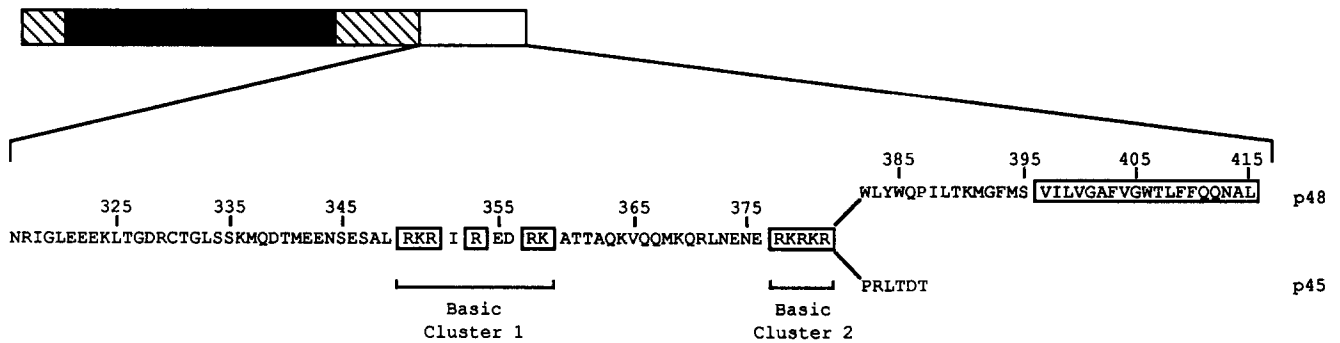 385 395 405 415
WLYWQPILTKMGFMS VILVGAFVGWTLFFQQNAL p48
325 335 345 355 365 375
NRIGLEEEKLTGDRCTGLSSKMQDTMEENSESAL RKR I R ED RK ATTAQKVQQMKQRLNENE RKRKR
PRLTDT p45
Basic Basic
Cluster 1 Cluster 2